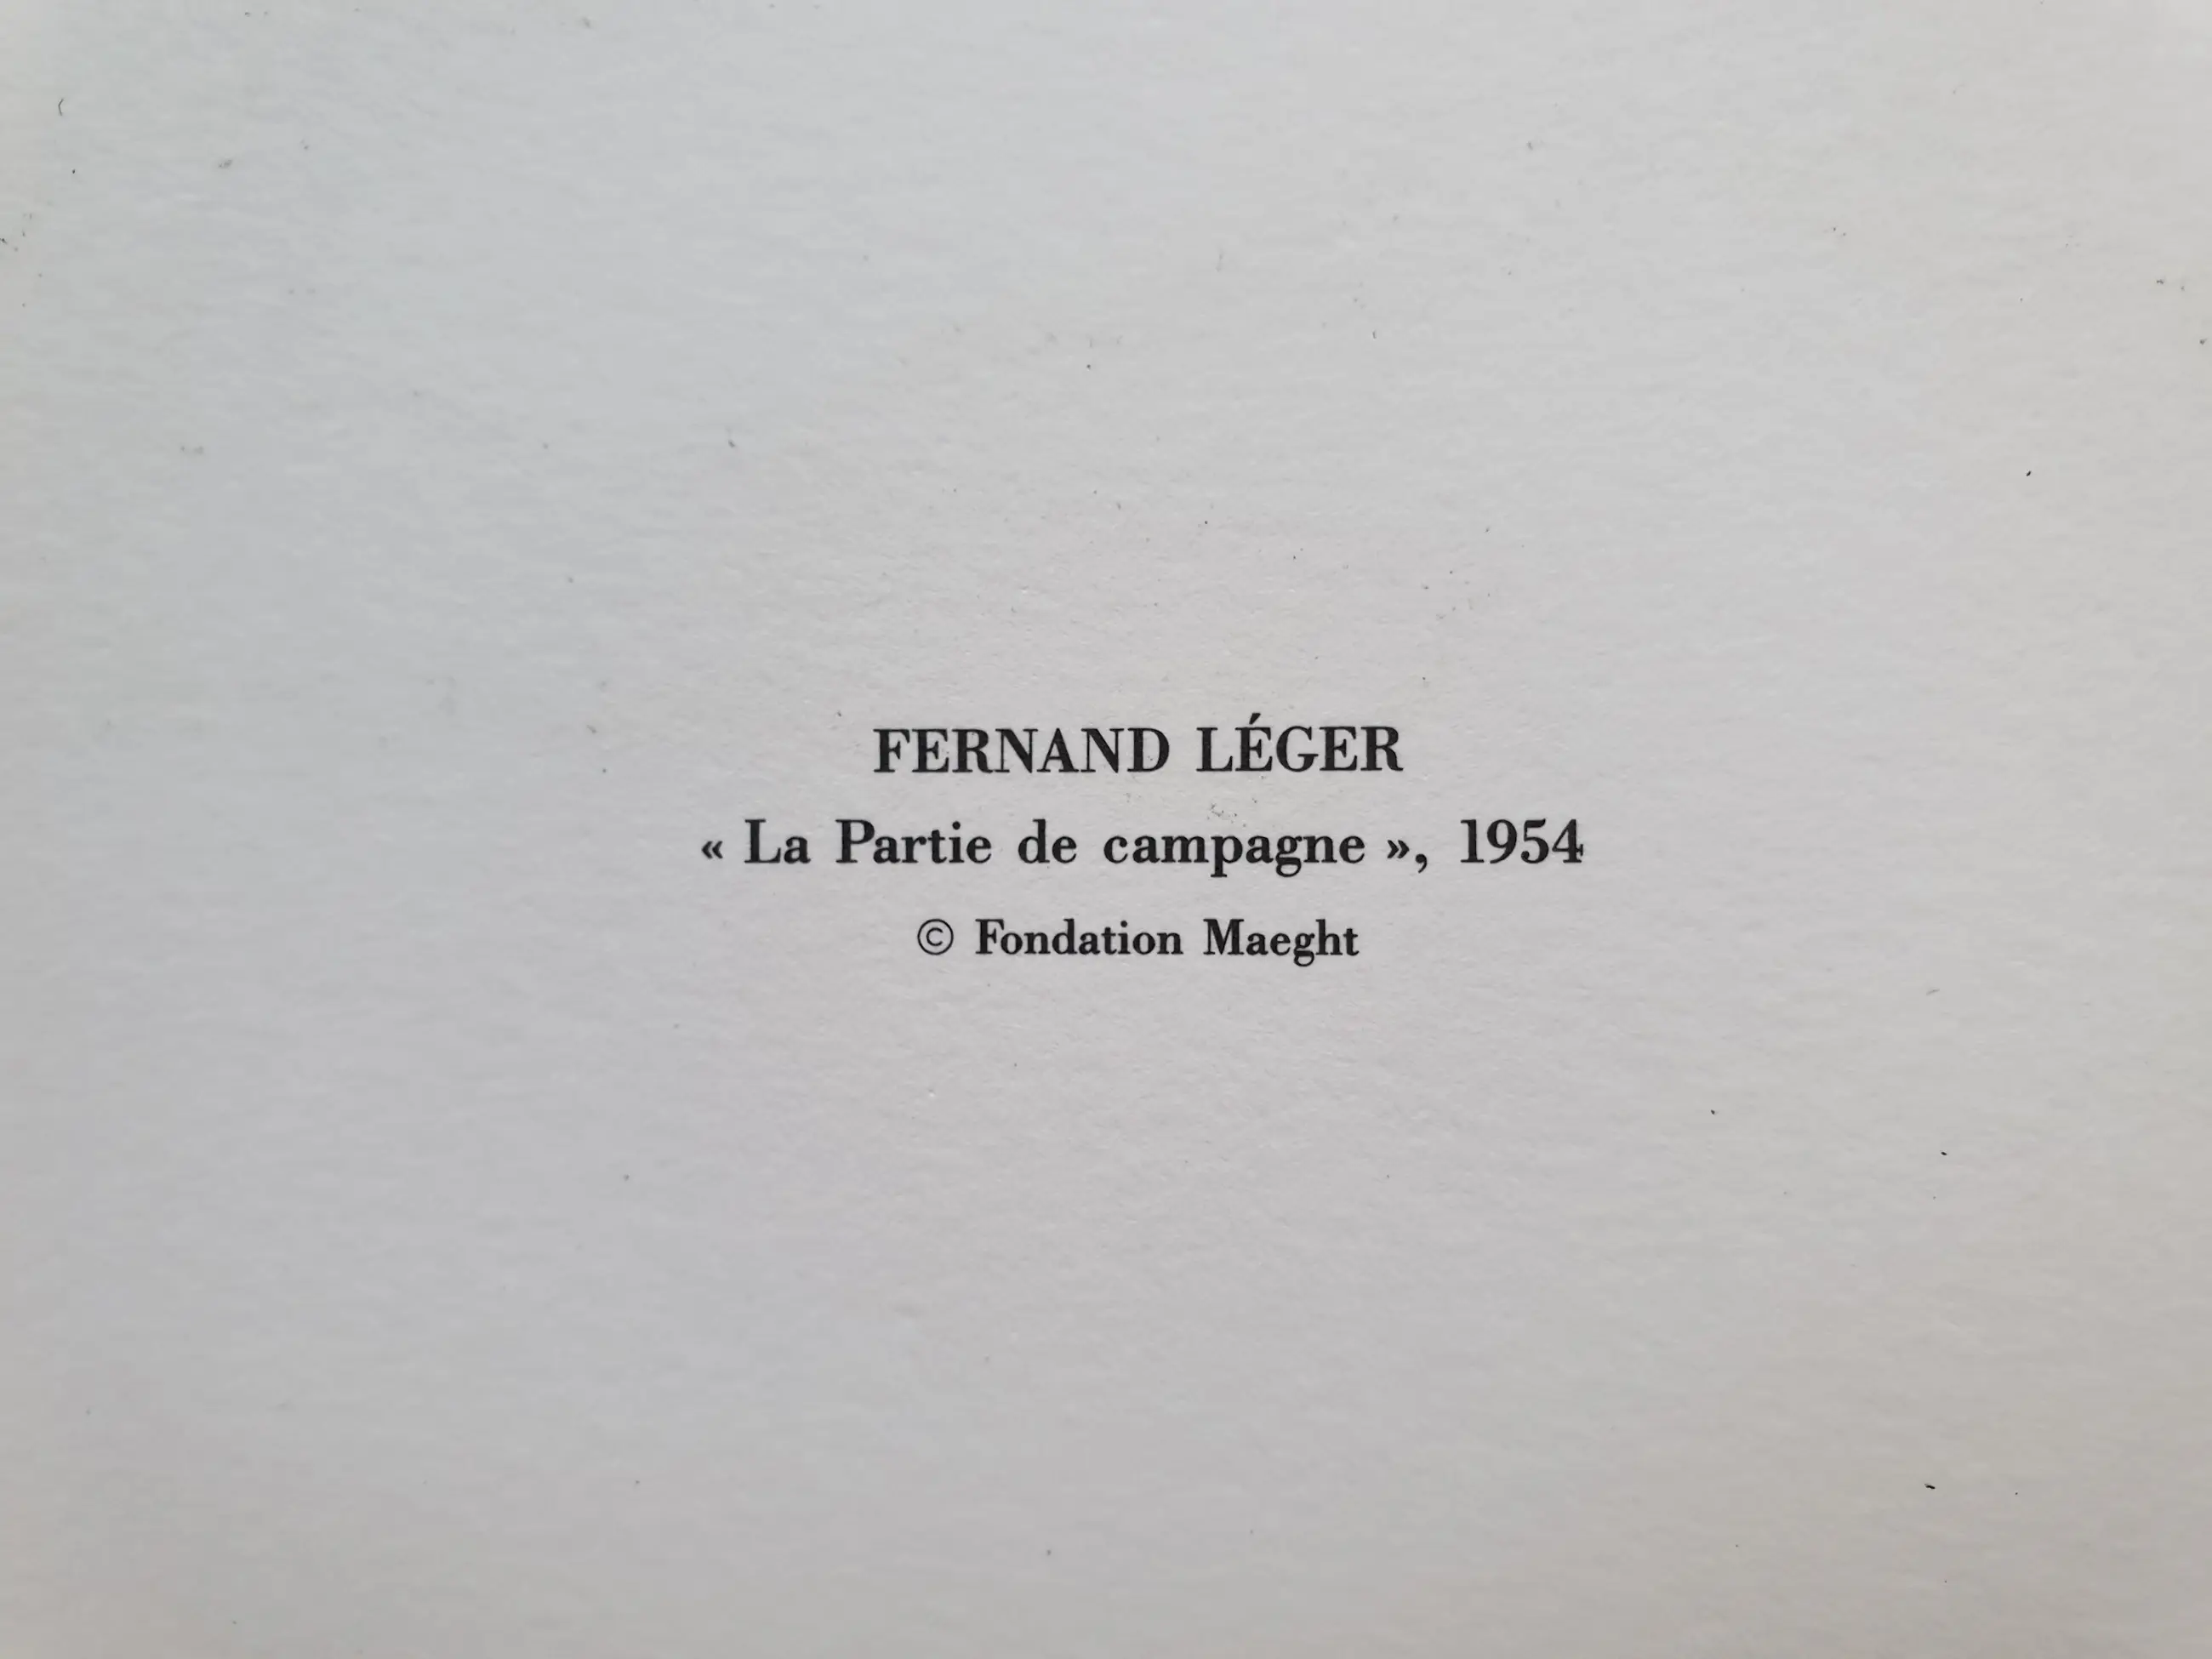 FERNAND LÉGER
« La Partie de campagne », 1954
© Fondation Maeght